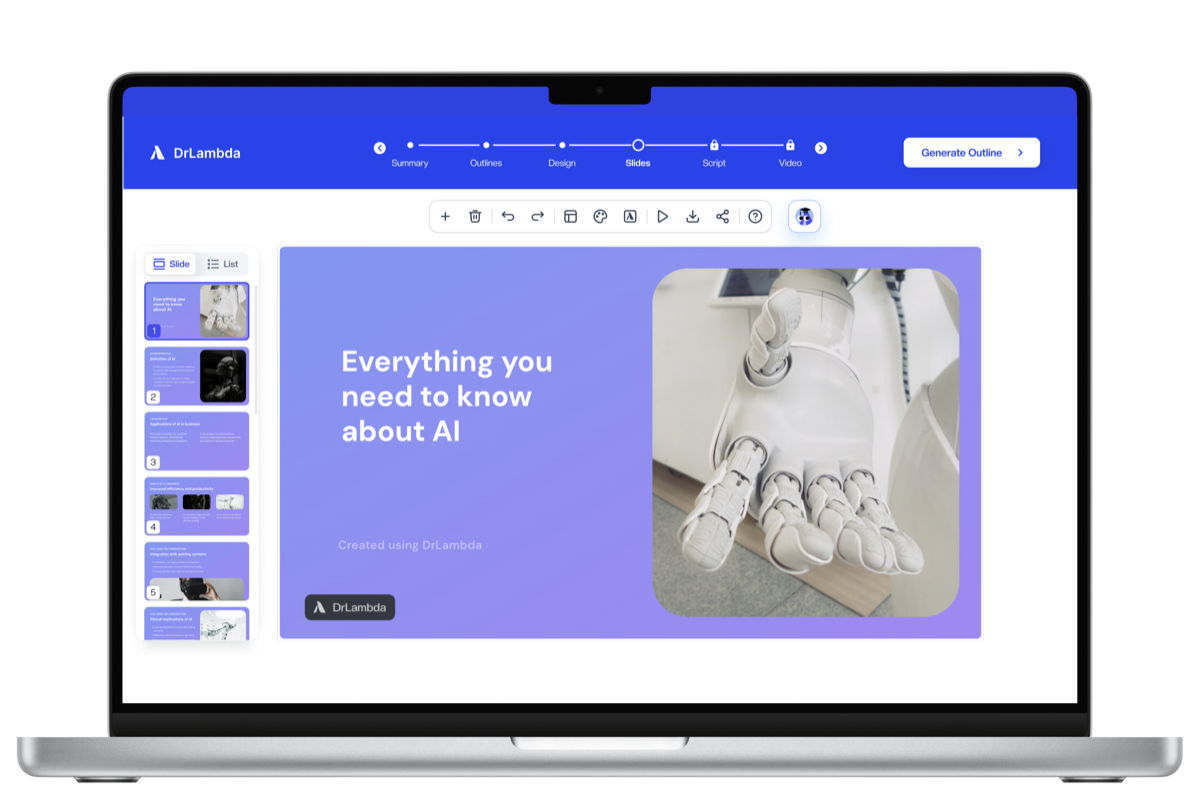 DrLambda
Summary
Outlines
Design
Slides
Script
Video
Generate Outline
Slide
List
Everything you
need to know
about AI
1
Definition of AI
2
Applications of AI in business
3
Improved efficiency and productivity
4
Integration with existing systems
5
Ethical implications of AI
Everything you
need to know
about AI
Created using DrLambda
DrLambda